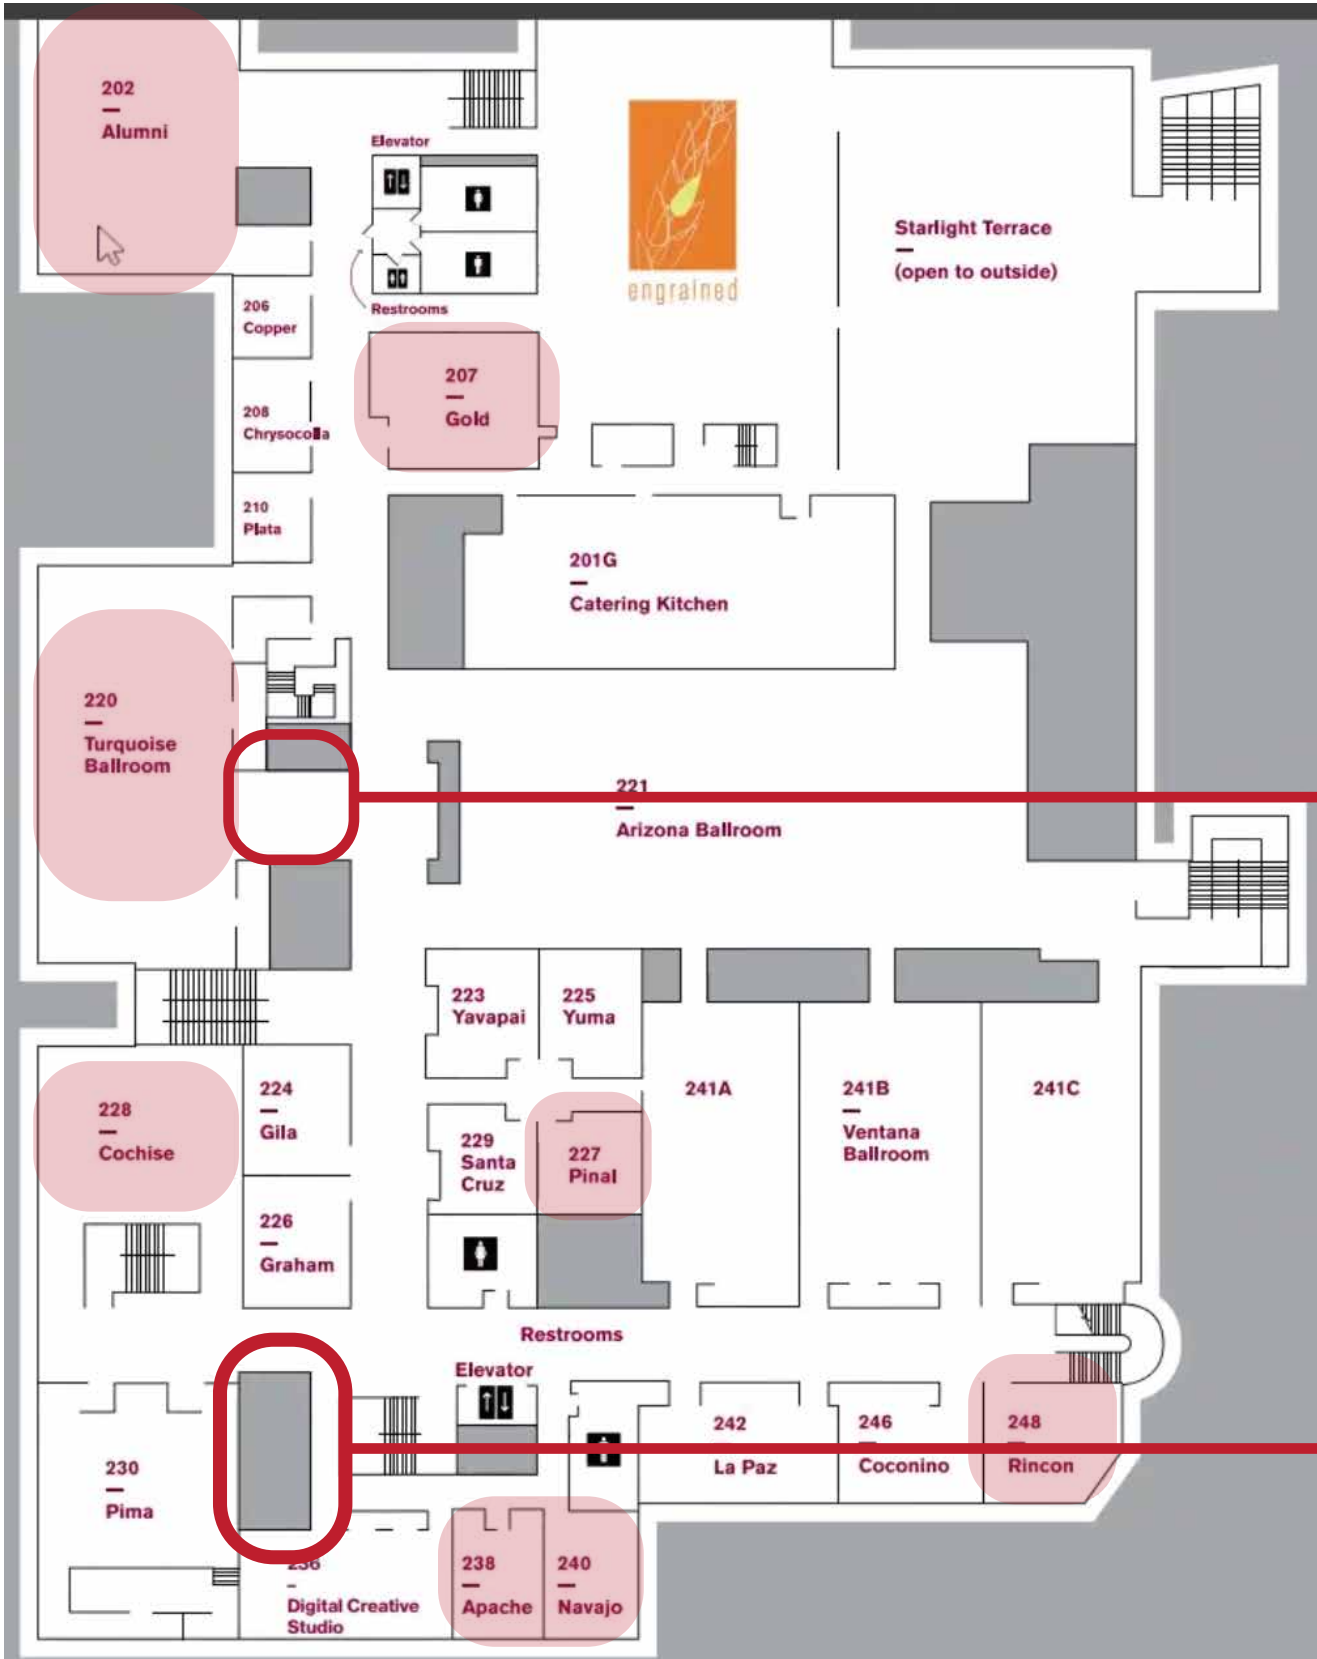 202
Alumni
Elevator
engrained
Starlight Terrace
(open to outside)
Restrooms
206
Copper
207
Gold
208
Chrysocolla
210
Plata
201G
Catering Kitchen
220
Turquoise
Ballroom
221
Arizona Ballroom
223
Yavapai
225
Yuma
224
Gila
228
Cochise
229
Santa
Cruz
227
Pinal
241A
241B
Ventana
Ballroom
241C
226
Graham
Restrooms
Elevator
230
Pima
242
La Paz
246
Coconino
248
Rincon
236
Digital Creative
Studio
238
Apache
240
Navajo